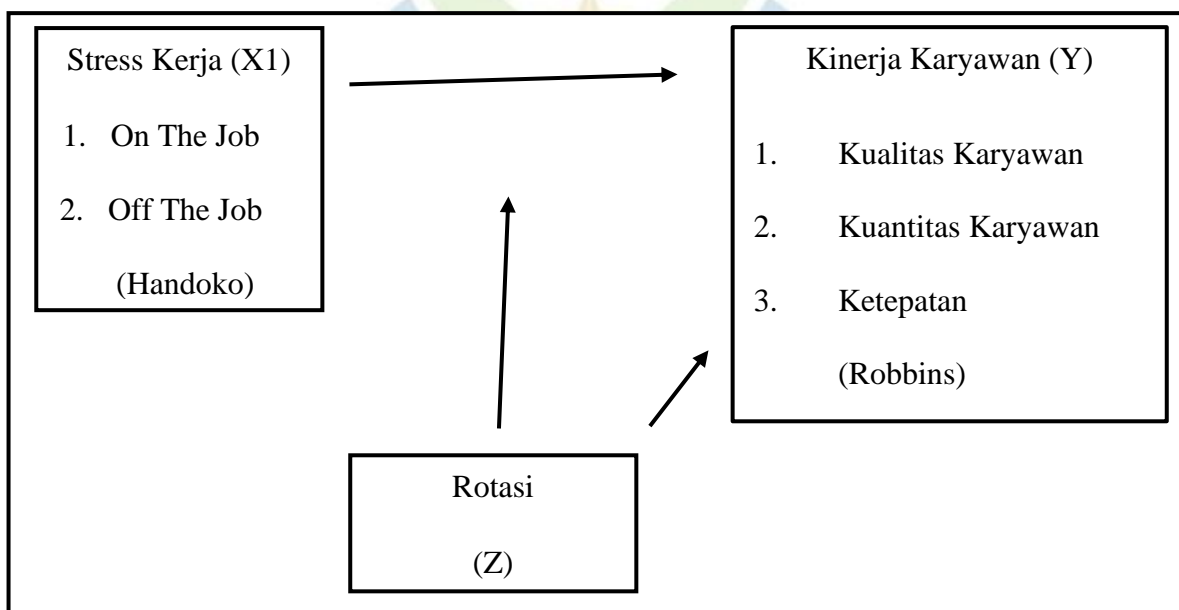 Stress Kerja (X1)
1. On The Job
2. Off The Job
(Handoko)
Kinerja Karyawan (Y)
1. Kualitas Karyawan
2. Kuantitas Karyawan
3. Ketepatan
(Robbins)
Rotasi
(Z)